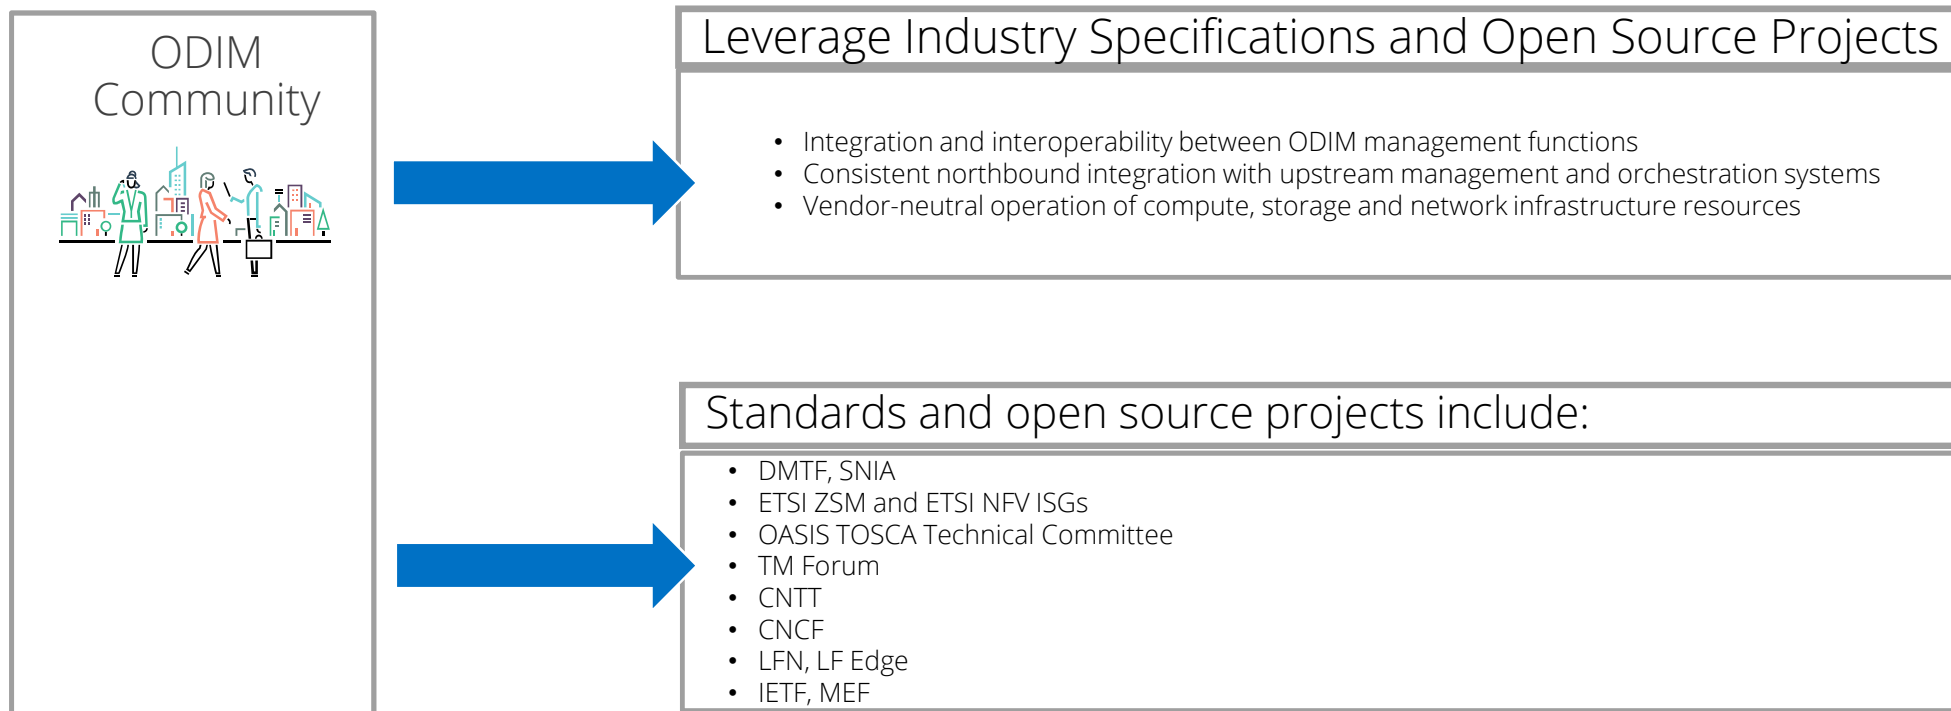 ODIM
Community
Leverage Industry Specifications and Open Source Projects
• Integration and interoperability between ODIM management functions
• Consistent northbound integration with upstream management and orchestration systems
• Vendor-neutral operation of compute, storage and network infrastructure resources
Standards and open source projects include:
• DMTF, SNIA
• ETSI ZSM and ETSI NFV ISGs
• OASIS TOSCA Technical Committee
• TM Forum
• CNTT
• CNCF
• LFN, LF Edge
• IETF, MEF